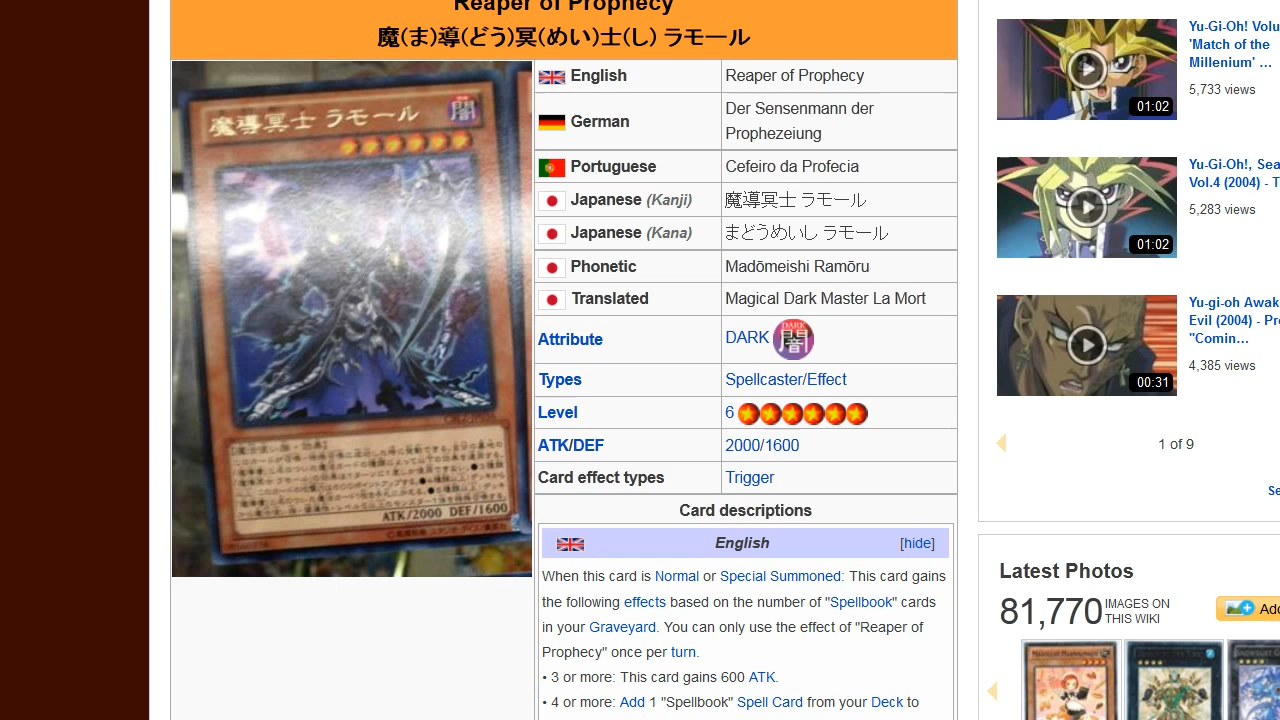 Reaper of Prophecy
魔(ま)導(どう)冥(めい)士(し) ラモール
魔導冥士 ラモール
闇
ATK/2000 DEF/1600
English
Reaper of Prophecy
German
Der Sensenmann der
Prophezeiung
Portuguese
Cefeiro da Profecia
Japanese (Kanji)
魔導冥士 ラモール
Japanese (Kana)
まどうめいし ラモール
Phonetic
Madōmeishi Ramōru
Translated
Magical Dark Master La Mort
Attribute
DARK
DARK
闇
Types
Spellcaster/Effect
Level
6
ATK/DEF
2000/1600
Card effect types
Trigger
Card descriptions
English
[hide]
When this card is Normal or Special Summoned: This card gains
the following effects based on the number of "Spellbook" cards
in your Graveyard. You can only use the effect of "Reaper of
Prophecy" once per turn.
• 3 or more: This card gains 600 ATK.
• 4 or more: Add 1 "Spellbook" Spell Card from your Deck to
01:02
Yu-Gi-Oh! Volu
'Match of the
Millenium' ...
5,733 views
01:02
Yu-Gi-Oh!, Sea
Vol.4 (2004) - T
5,283 views
00:31
Yu-gi-oh Awak
Evil (2004) - Pr
"Comin...
4,385 views
1 of 9
Se
Latest Photos
81,770 IMAGES ON
THIS WIKI
Add